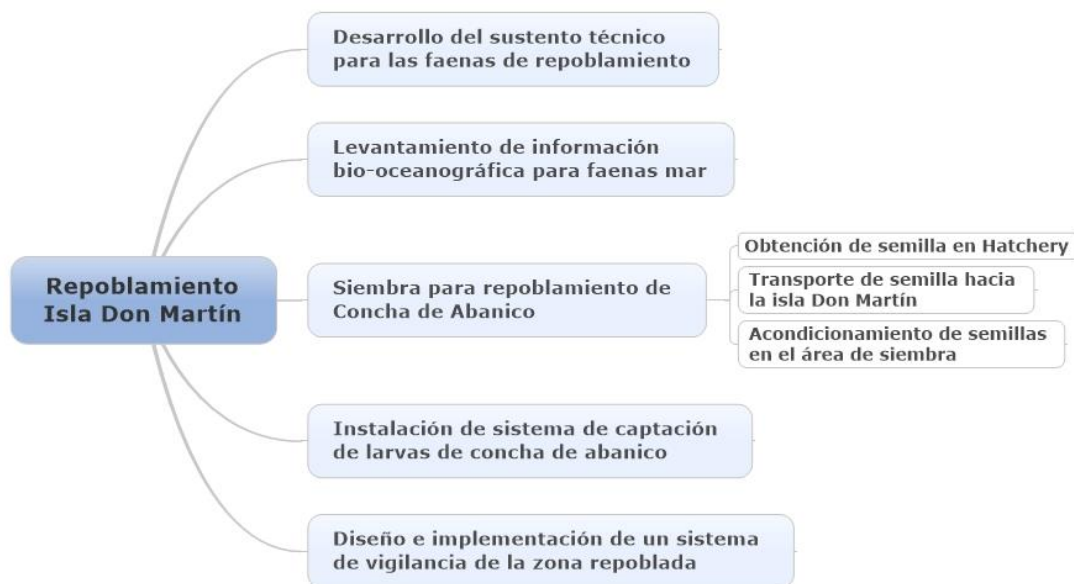 Desarrollo del sustento técnico
para las faenas de repoblamiento
Levantamiento de información
bio-oceanográfica para faenas mar
Repoblamiento
Isla Don Martín
Siembra para repoblamiento de
Concha de Abanico
Obtención de semilla en Hatchery
Transporte de semilla hacia
la isla Don Martín
Acondicionamiento de semillas
en el área de siembra
Instalación de sistema de captación
de larvas de concha de abanico
Diseño e implementación de un sistema
de vigilancia de la zona repoblada